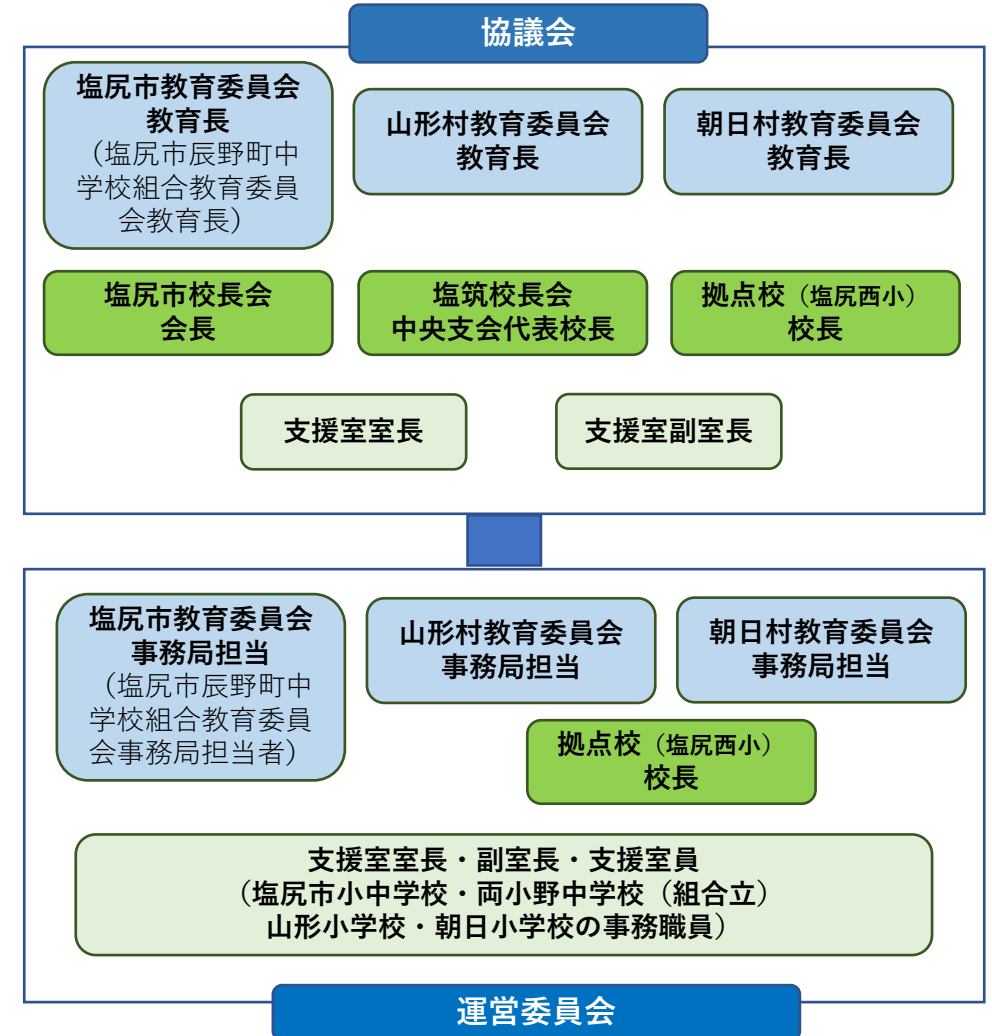 協議会
塩尻市教育委員会
教育長
（塩尻市辰野町中
学校組合教育委員
会教育長）
山形村教育委員会
教育長
朝日村教育委員会
教育長
塩尻市校長会
会長
塩筑校長会
中央支会代表校長
拠点校（塩尻西小）
校長
支援室室長
支援室副室長
塩尻市教育委員会
事務局担当
（塩尻市辰野町中
学校組合教育委員
会事務局担当者）
山形村教育委員会
事務局担当
朝日村教育委員会
事務局担当
拠点校（塩尻西小）
校長
支援室室長・副室長・支援室員
（塩尻市小中学校・両小野中学校（組合立）
山形小学校・朝日小学校の事務職員）
運営委員会